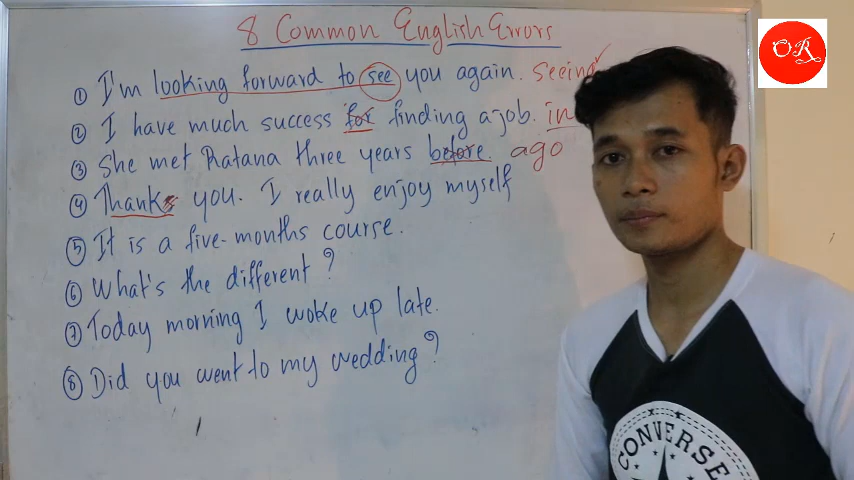 8 Common English Errors
① I'm looking forward to see you again. seeing
② I have much success for finding a job. in
③ She met Ratana three years before. ago
④ Thanks you. I really enjoy myself
⑤ It is a five-months course.
⑥ What's the different?
⑦ Today morning I woke up late.
⑧ Did you went to my wedding?
OR
CONVERSE